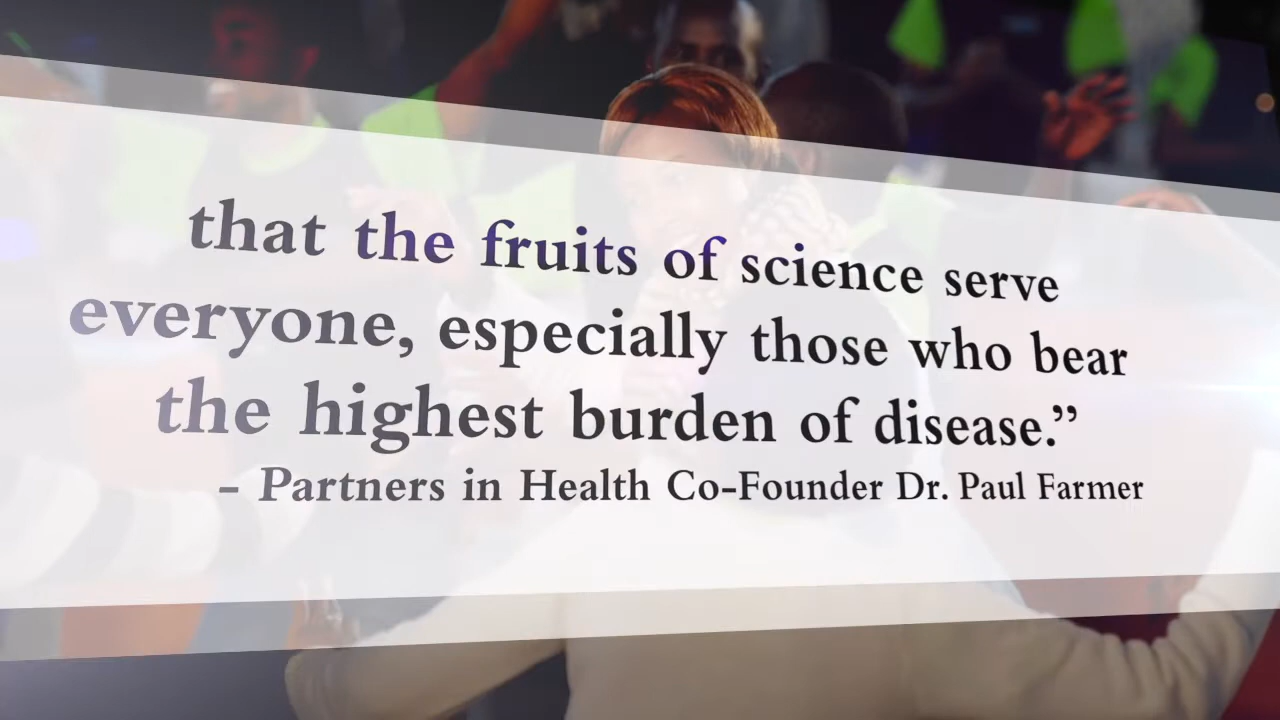 that the fruits of science serve
everyone, especially those who bear
the highest burden of disease.”
– Partners in Health Co-Founder Dr. Paul Farmer